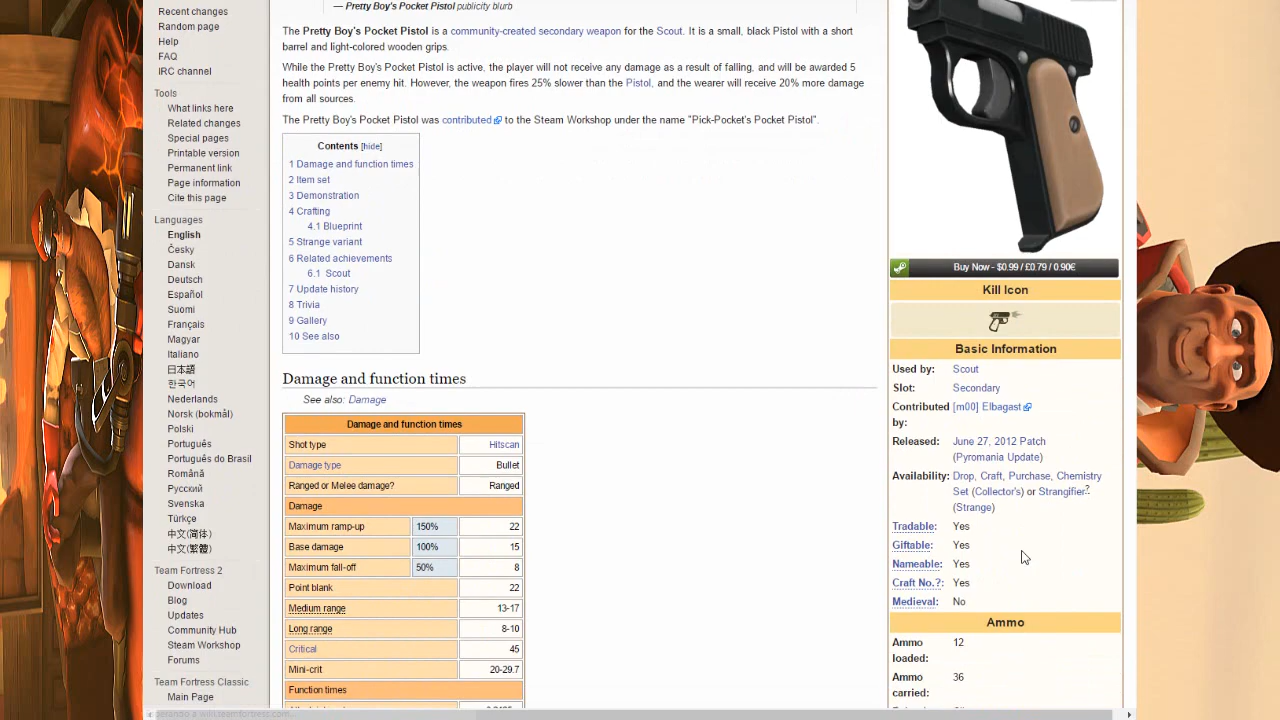 Recent changes
Random page
Help
FAQ
IRC channel
Tools
What links here
Related changes
Special pages
Printable version
Permanent link
Page information
Cite this page
Languages
English
Česky
Dansk
Deutsch
Español
Suomi
Français
Magyar
Italiano
日本語
한국어
Nederlands
Norsk (bokmål)
Polski
Português
Português do Brasil
Română
Русский
Svenska
Türkçe
中文(简体)
中文(繁體)
Team Fortress 2
Download
Blog
Updates
Community Hub
Steam Workshop
Forums
Team Fortress Classic
Main Page
— Pretty Boy's Pocket Pistol publicity blurb
The Pretty Boy's Pocket Pistol is a community-created secondary weapon for the Scout. It is a small, black Pistol with a short
barrel and light-colored wooden grips.
While the Pretty Boy's Pocket Pistol is active, the player will not receive any damage as a result of falling, and will be awarded 5
health points per enemy hit. However, the weapon fires 25% slower than the Pistol, and the wearer will receive 20% more damage
from all sources.
The Pretty Boy's Pocket Pistol was contributed to the Steam Workshop under the name "Pick-Pocket's Pocket Pistol".
Contents [hide]
1 Damage and function times
2 Item set
3 Demonstration
4 Crafting
4.1 Blueprint
5 Strange variant
6 Related achievements
6.1 Scout
7 Update history
8 Trivia
9 Gallery
10 See also
Damage and function times
See also: Damage
Damage and function times
Shot type Hitscan
Damage type Bullet
Ranged or Melee damage? Ranged
Damage
Maximum ramp-up 150% 22
Base damage 100% 15
Maximum fall-off 50% 8
Point blank 22
Medium range 13-17
Long range 8-10
Critical 45
Mini-crit 20-29.7
Function times
Buy Now - $0.99 / £0.79 / 0.90€
Kill Icon
Basic Information
Used by: Scout
Slot: Secondary
Contributed by: [m00] Elbagast
Released: June 27, 2012 Patch
(Pyromania Update)
Availability: Drop, Craft, Purchase, Chemistry
Set (Collector's) or Strangifier?
(Strange)
Tradable: Yes
Giftable: Yes
Nameable: Yes
Craft No.?: Yes
Medieval: No
Ammo
Ammo loaded: 12
Ammo carried: 36